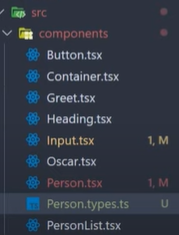 src
components
Button.tsx
Container.tsx
Greet.tsx
Heading.tsx
Input.tsx 1, M
Oscar.tsx
Person.tsx 1, M
TS Person.types.ts U
PersonList.tsx